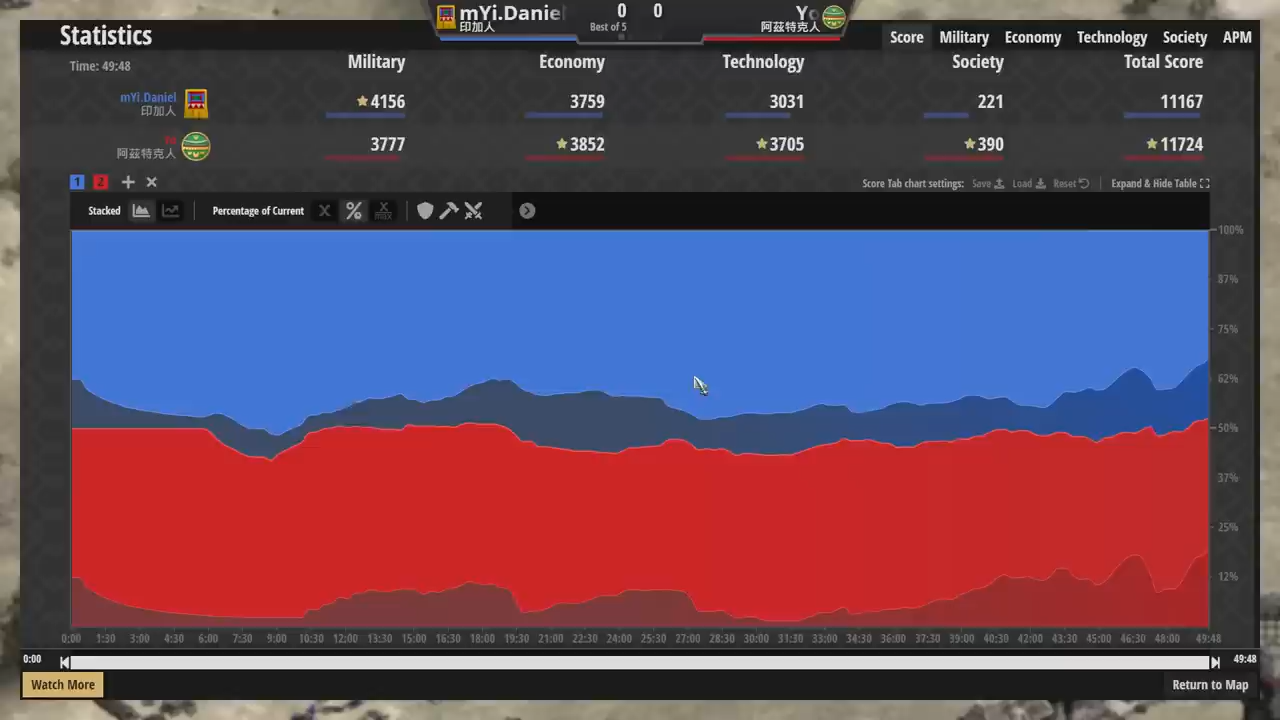 mYi.Daniel 0 0 Yo
印加人 Best of 5 阿兹特克人
Statistics
Score Military Economy Technology Society APM
Time: 49:48
Military Economy Technology Society Total Score
mYi.Daniel
印加人
4156 3759 3031 221 11167
Yo
阿兹特克人
3777 3852 3705 390 11724
1 2
Score Tab chart settings: Save Load Reset Expand & Hide Table
Stacked Percentage of Current X % X max
100%
87%
75%
62%
50%
37%
25%
12%
0:00 1:30 3:00 4:30 6:00 7:30 9:00 10:30 12:00 13:30 15:00 16:30 18:00 19:30 21:00 22:30 24:00 25:30 27:00 28:30 30:00 31:30 33:00 34:30 36:00 37:30 39:00 40:30 42:00 43:30 45:00 46:30 48:00 49:48
0:00 49:48
Watch More Return to Map